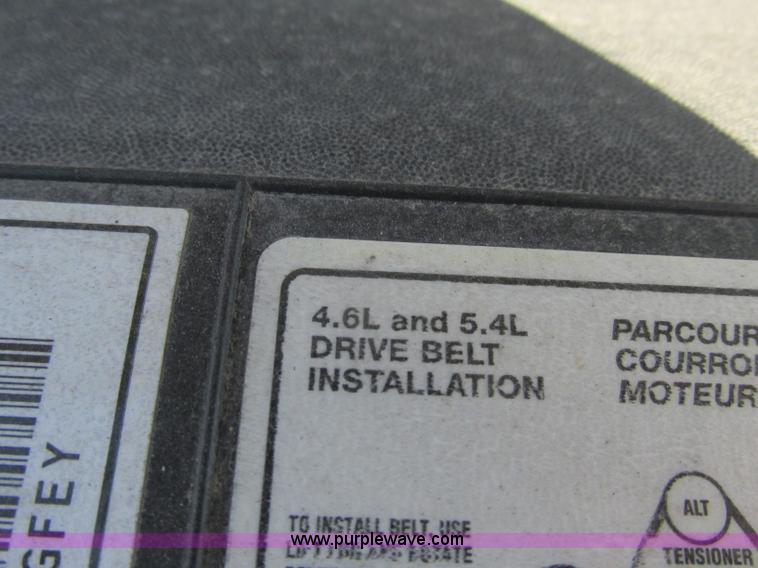 4.6L and 5.4L
DRIVE BELT
INSTALLATION
PARCOUR
COURRO
MOTEUR
TO INSTALL BELT, USE
ALT
TENSIONER
GFEY
www.purplewave.com